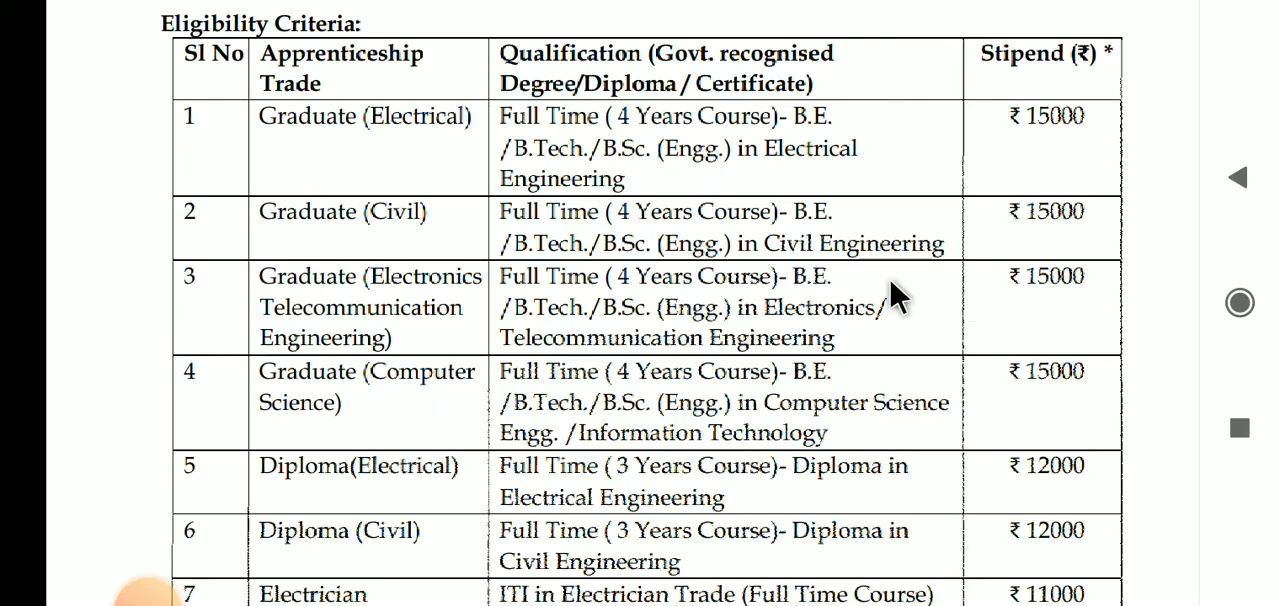 Eligibility Criteria:
Sl No Apprenticeship Trade Qualification (Govt. recognised Degree/Diploma / Certificate) Stipend (₹) *
1 Graduate (Electrical) Full Time ( 4 Years Course)- B.E. ₹ 15000
/B.Tech./B.Sc. (Engg.) in Electrical
Engineering
2 Graduate (Civil) Full Time ( 4 Years Course)- B.E. ₹ 15000
/B.Tech./B.Sc. (Engg.) in Civil Engineering
3 Graduate (Electronics Full Time ( 4 Years Course)- B.E. ₹ 15000
Telecommunication /B.Tech./B.Sc. (Engg.) in Electronics/
Engineering) Telecommunication Engineering
4 Graduate (Computer Full Time ( 4 Years Course)- B.E. ₹ 15000
Science) /B.Tech./B.Sc. (Engg.) in Computer Science
Engg. /Information Technology
5 Diploma(Electrical) Full Time ( 3 Years Course)- Diploma in ₹ 12000
Electrical Engineering
6 Diploma (Civil) Full Time ( 3 Years Course)- Diploma in ₹ 12000
Civil Engineering
7 Electrician ITI in Electrician Trade (Full Time Course) ₹ 11000